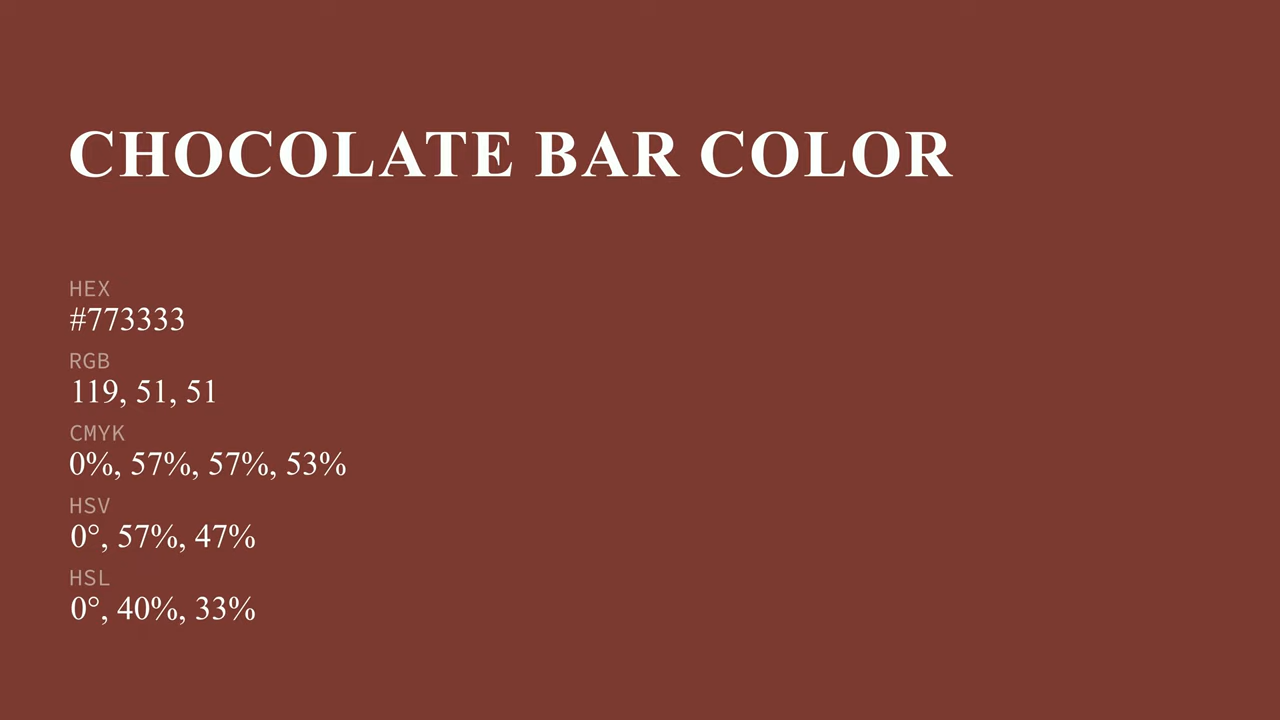 CHOCOLATE BAR COLOR
HEX
#773333
RGB
119, 51, 51
CMYK
0%, 57%, 57%, 53%
HSV
0°, 57%, 47%
HSL
0°, 40%, 33%